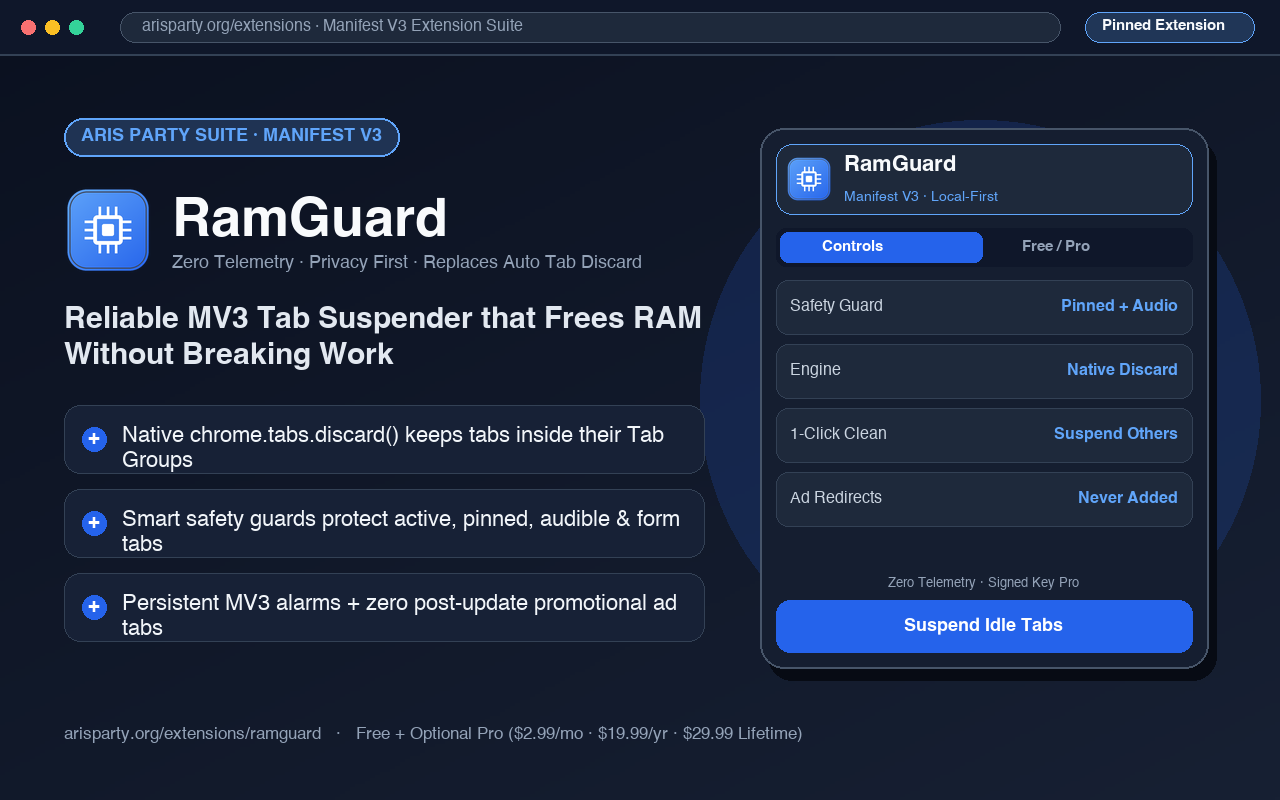 arisparty.org/extensions · Manifest V3 Extension Suite
Pinned Extension
ARIS PARTY SUITE · MANIFEST V3
RamGuard
Zero Telemetry · Privacy First · Replaces Auto Tab Discard
Reliable MV3 Tab Suspender that Frees RAM
Without Breaking Work
+ Native chrome.tabs.discard() keeps tabs inside their Tab
Groups
+ Smart safety guards protect active, pinned, audible & form
tabs
+ Persistent MV3 alarms + zero post-update promotional ad
tabs
RamGuard
Manifest V3 · Local-First
Controls
Free / Pro
Safety Guard Pinned + Audio
Engine Native Discard
1-Click Clean Suspend Others
Ad Redirects Never Added
Zero Telemetry · Signed Key Pro
Suspend Idle Tabs
arisparty.org/extensions/ramguard · Free + Optional Pro ($2.99/mo · $19.99/yr · $29.99 Lifetime)